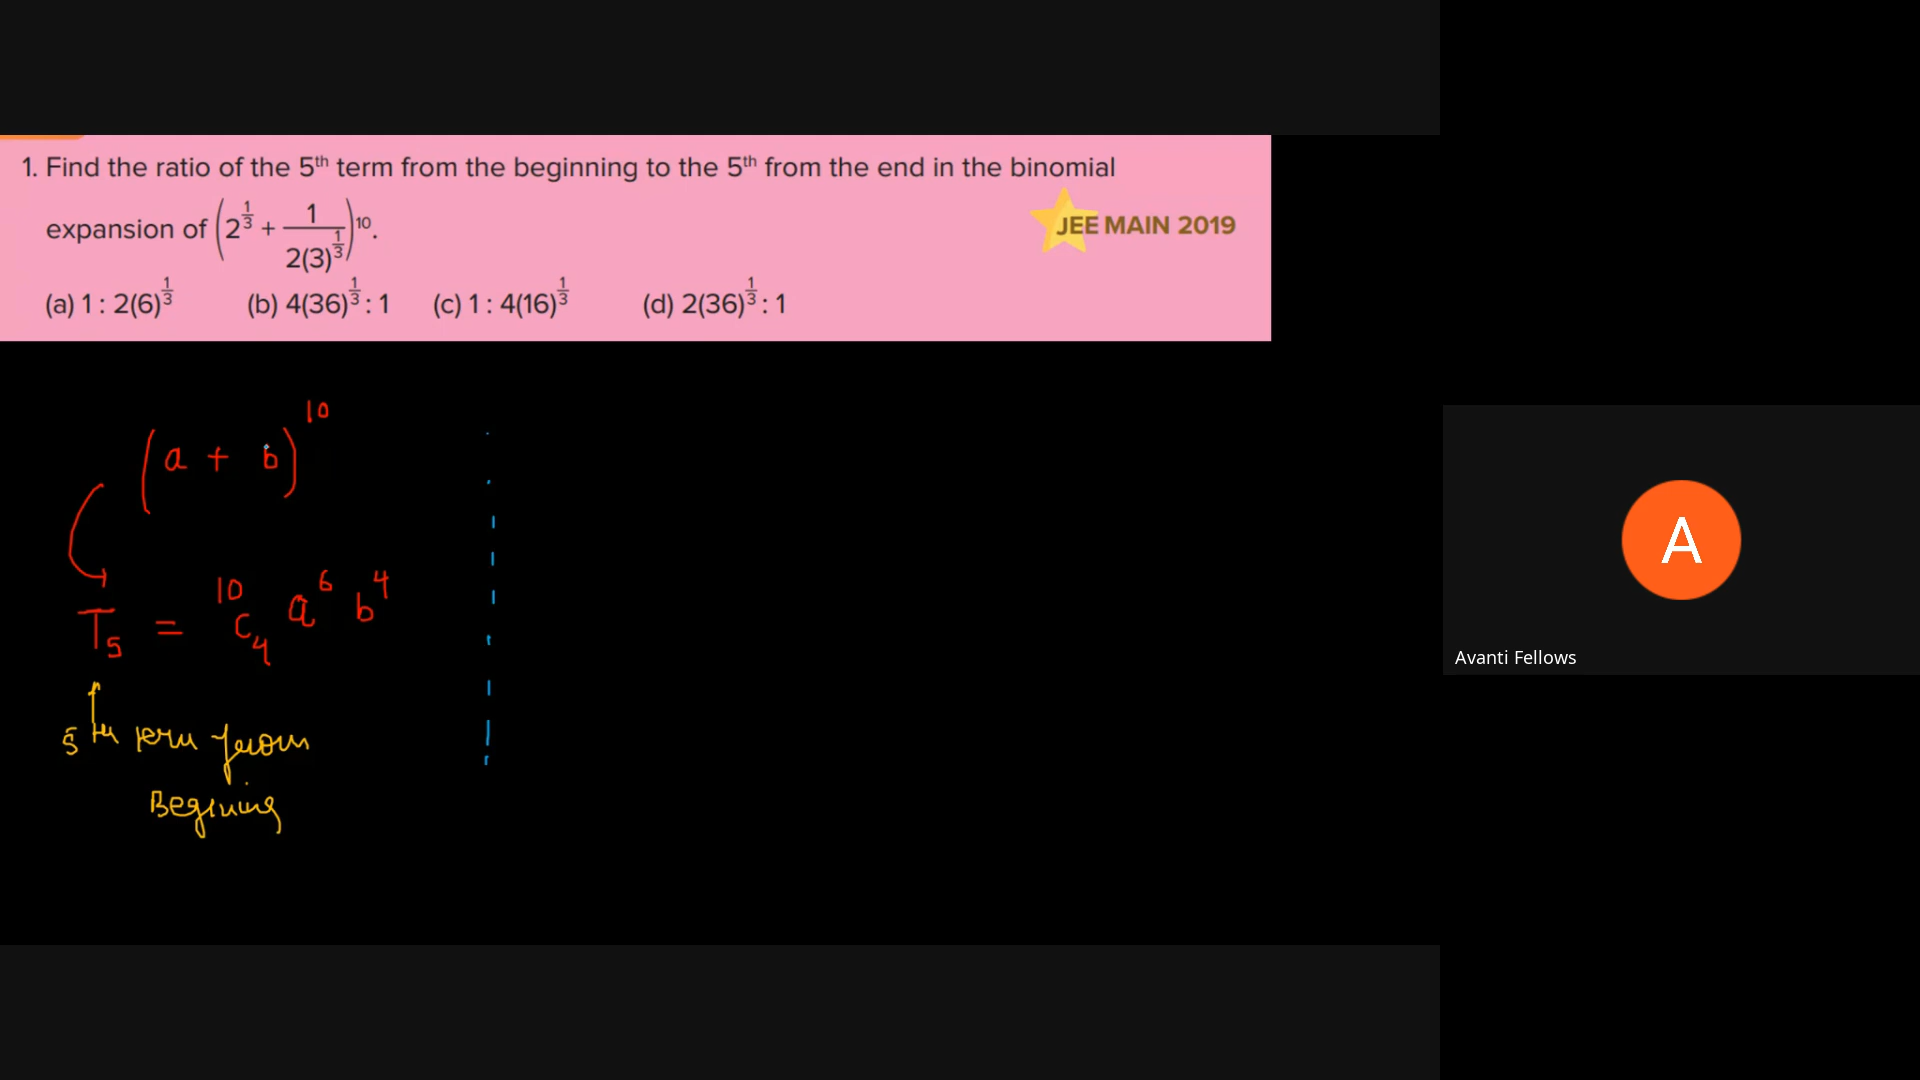 1. Find the ratio of the 5th term from the beginning to the 5th from the end in the binomial
expansion of (2^(1/3) + 1/(2(3)^(1/3)))^10.
JEE MAIN 2019
(a) 1 : 2(6)^(1/3) (b) 4(36)^(1/3) : 1 (c) 1 : 4(16)^(1/3) (d) 2(36)^(1/3) : 1
(a + b)^10
T₅ = ¹⁰C₄ a⁶ b⁴
5th term from
Begining
A
Avanti Fellows